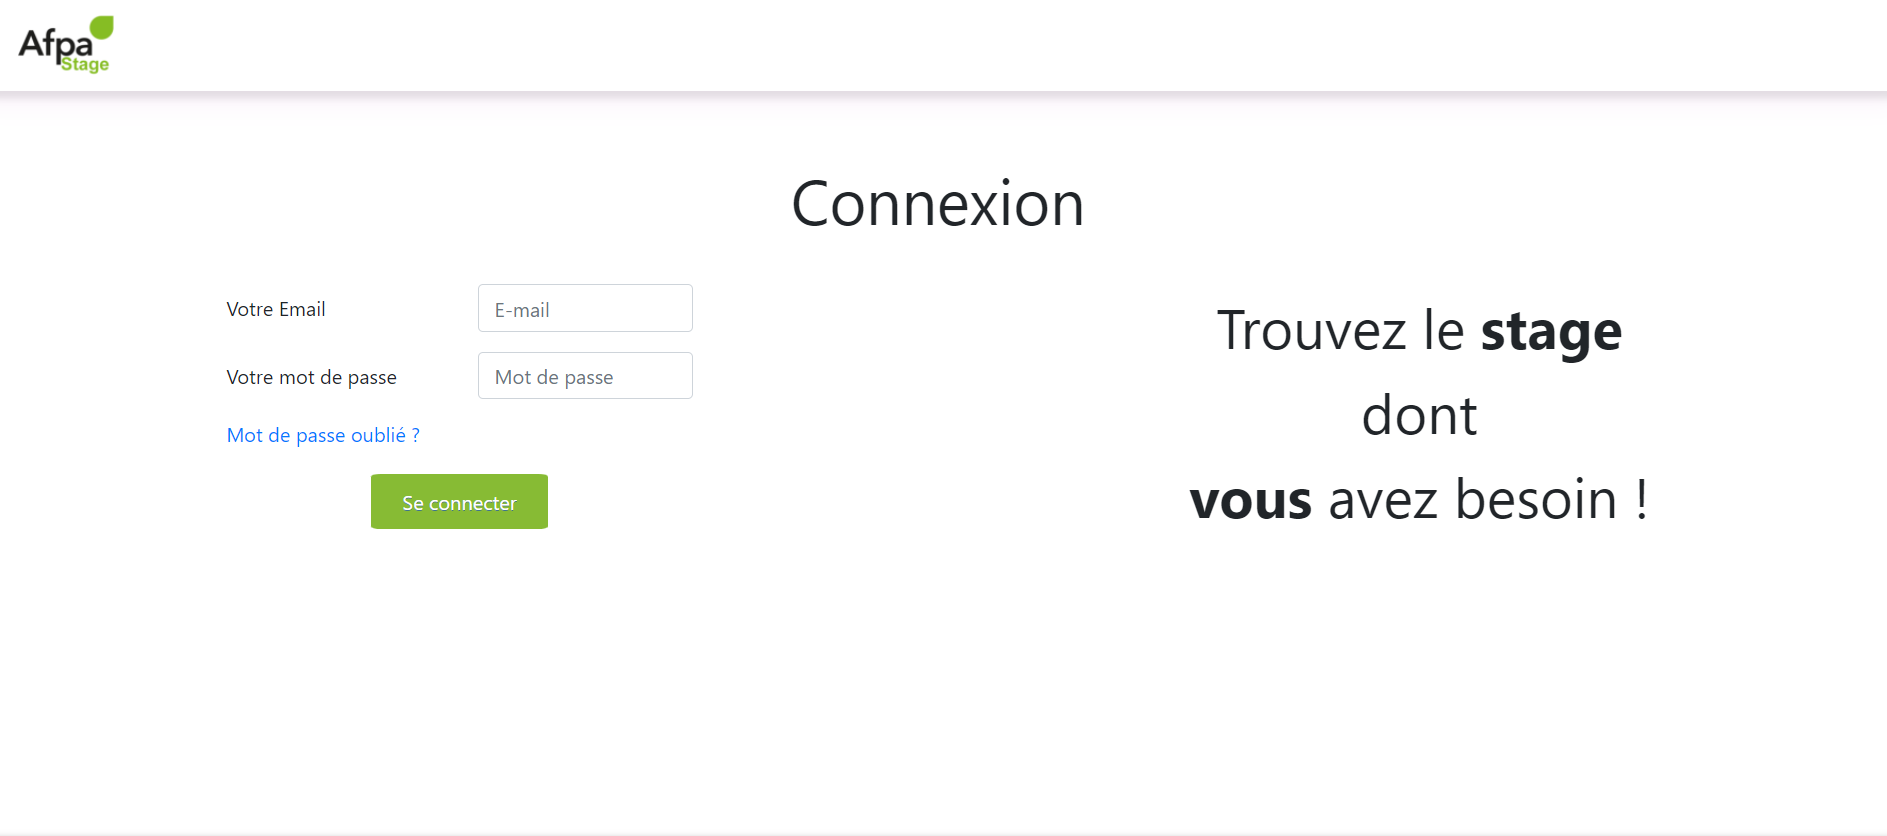 Afpa
Stage
Connexion
Votre Email
E-mail
Votre mot de passe
Mot de passe
Mot de passe oublié ?
Se connecter
Trouvez le stage
dont
vous avez besoin !